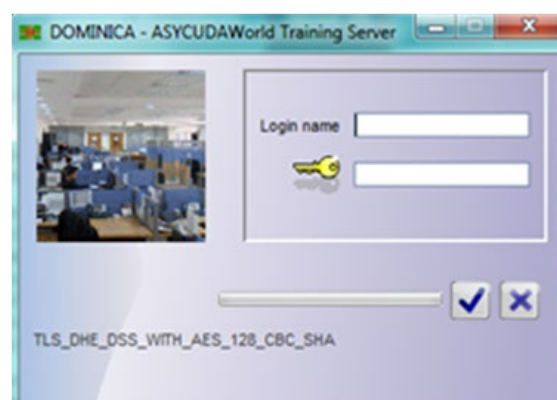 DOMINICA - ASYCUDAWorld Training Server
Login name
TLS_DHE_DSS_WITH_AES_128_CBC_SHA